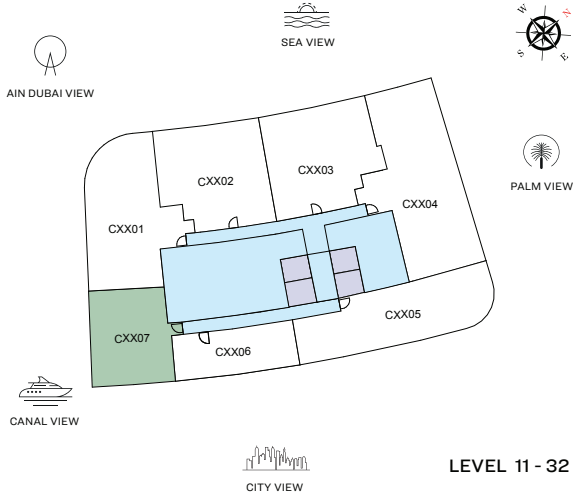 W
N
S
E
SEA VIEW
AIN DUBAI VIEW
PALM VIEW
CXX02
CXX03
CXX04
CXX01
CXX05
CXX07
CXX06
CANAL VIEW
CITY VIEW
LEVEL 11 - 32